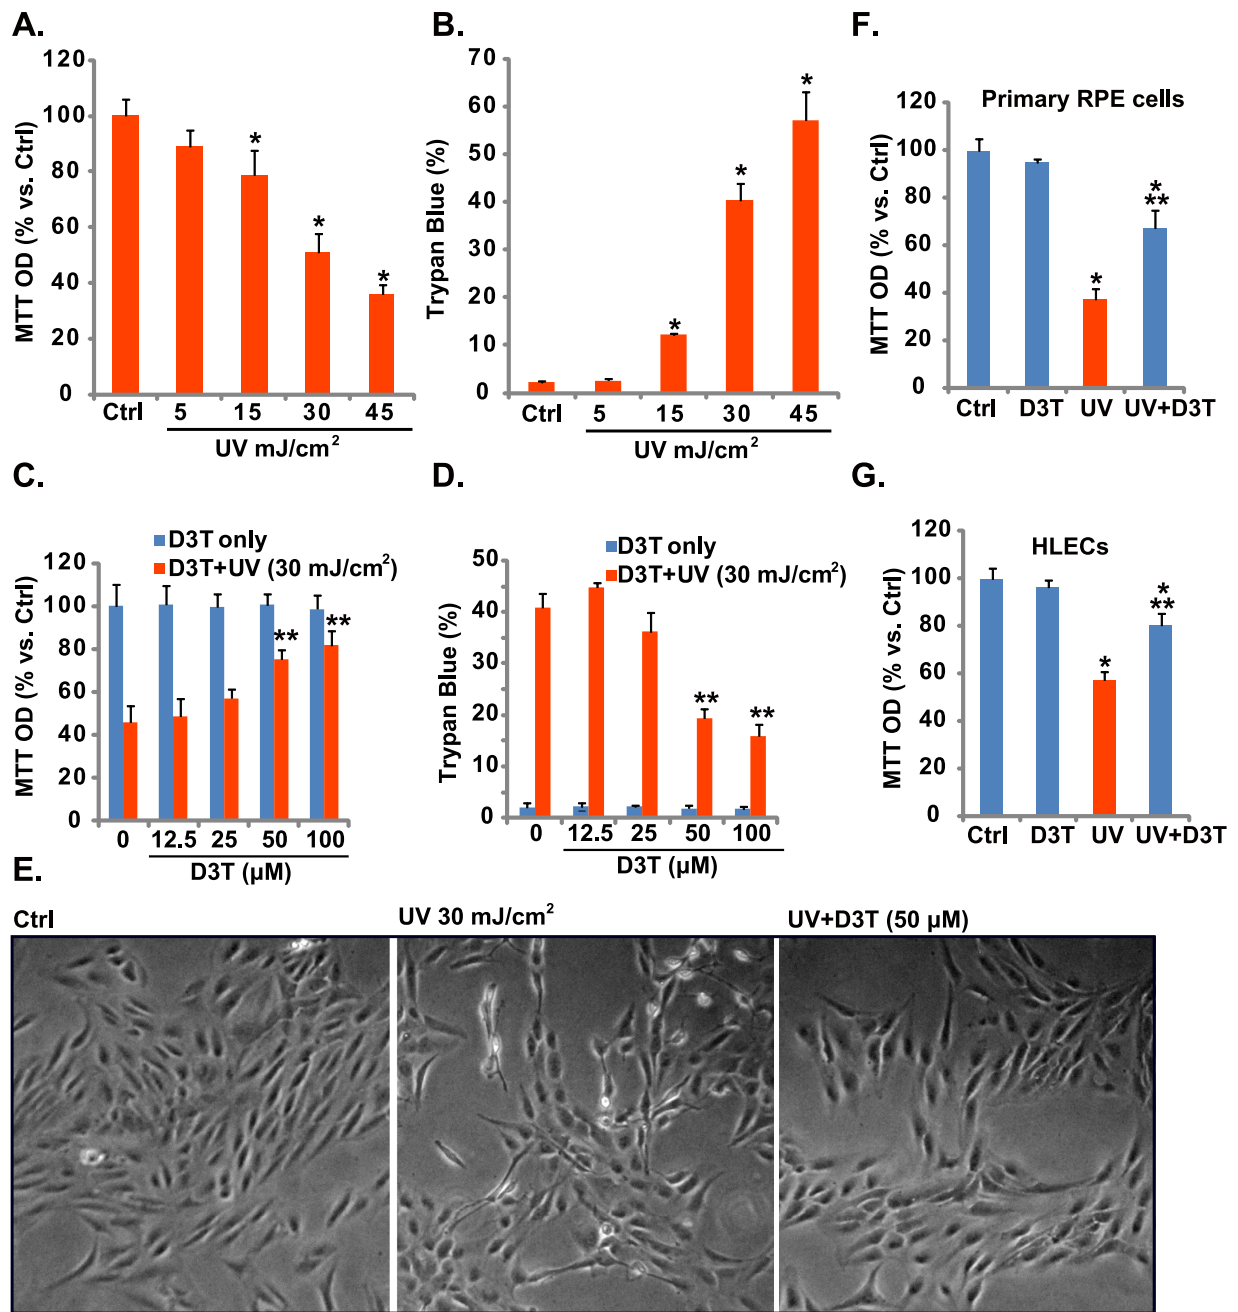 A.
120
100
80
60
40
20
0
MTT OD (% vs. Ctrl)
*
*
*
Ctrl 5 15 30 45
UV mJ/cm²
B.
70
60
50
40
30
20
10
0
Trypan Blue (%)
*
*
*
Ctrl 5 15 30 45
UV mJ/cm²
F.
Primary RPE cells
120
100
80
60
40
20
0
MTT OD (% vs. Ctrl)
*
*
**
Ctrl D3T UV UV+D3T
C.
D3T only
D3T+UV (30 mJ/cm²)
120
100
80
60
40
20
0
MTT OD (% vs. Ctrl)
**
**
0 12.5 25 50 100
D3T (µM)
D.
D3T only
D3T+UV (30 mJ/cm²)
50
40
30
20
10
0
Trypan Blue (%)
**
**
0 12.5 25 50 100
D3T (µM)
G.
HLECs
120
100
80
60
40
20
0
MTT OD (% vs. Ctrl)
*
*
**
Ctrl D3T UV UV+D3T
E.
Ctrl
UV 30 mJ/cm²
UV+D3T (50 µM)